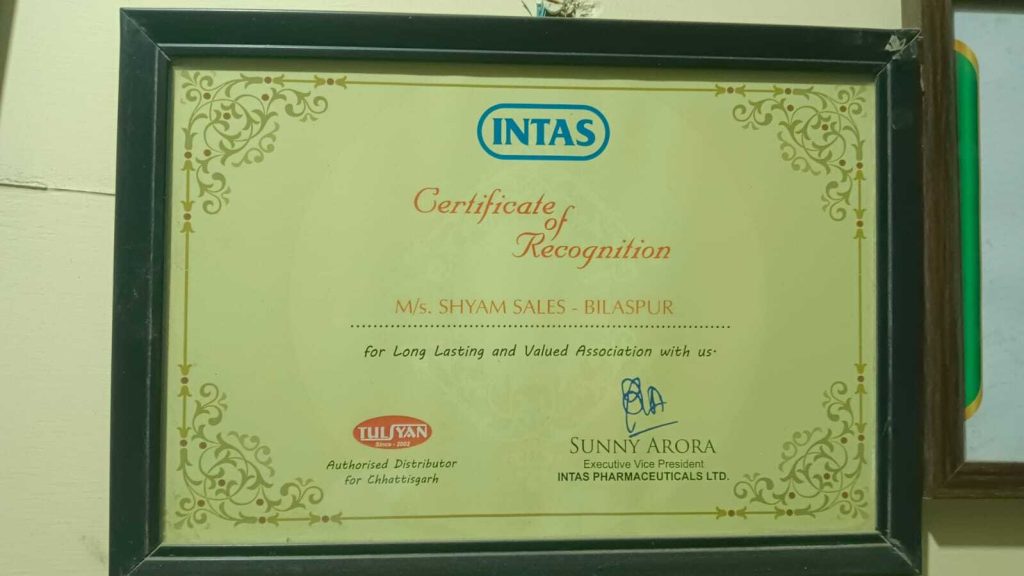 INTAS
Certificate
of
Recognition
M/s. SHYAM SALES - BILASPUR
for Long Lasting and Valued Association with us.
TULSYAN
Since - 2002
Authorised Distributor
for Chhattisgarh
SUNNY ARORA
Executive Vice President
INTAS PHARMACEUTICALS LTD.